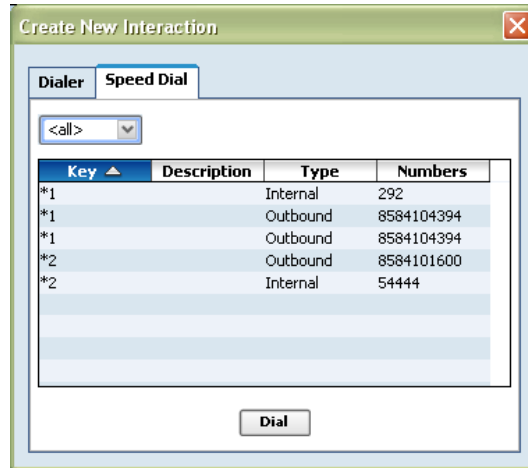 Create New Interaction
Dialer Speed Dial
<all>
Key Description Type Numbers
*1 Internal 292
*1 Outbound 8584104394
*1 Outbound 8584104394
*2 Outbound 8584101600
*2 Internal 54444
Dial